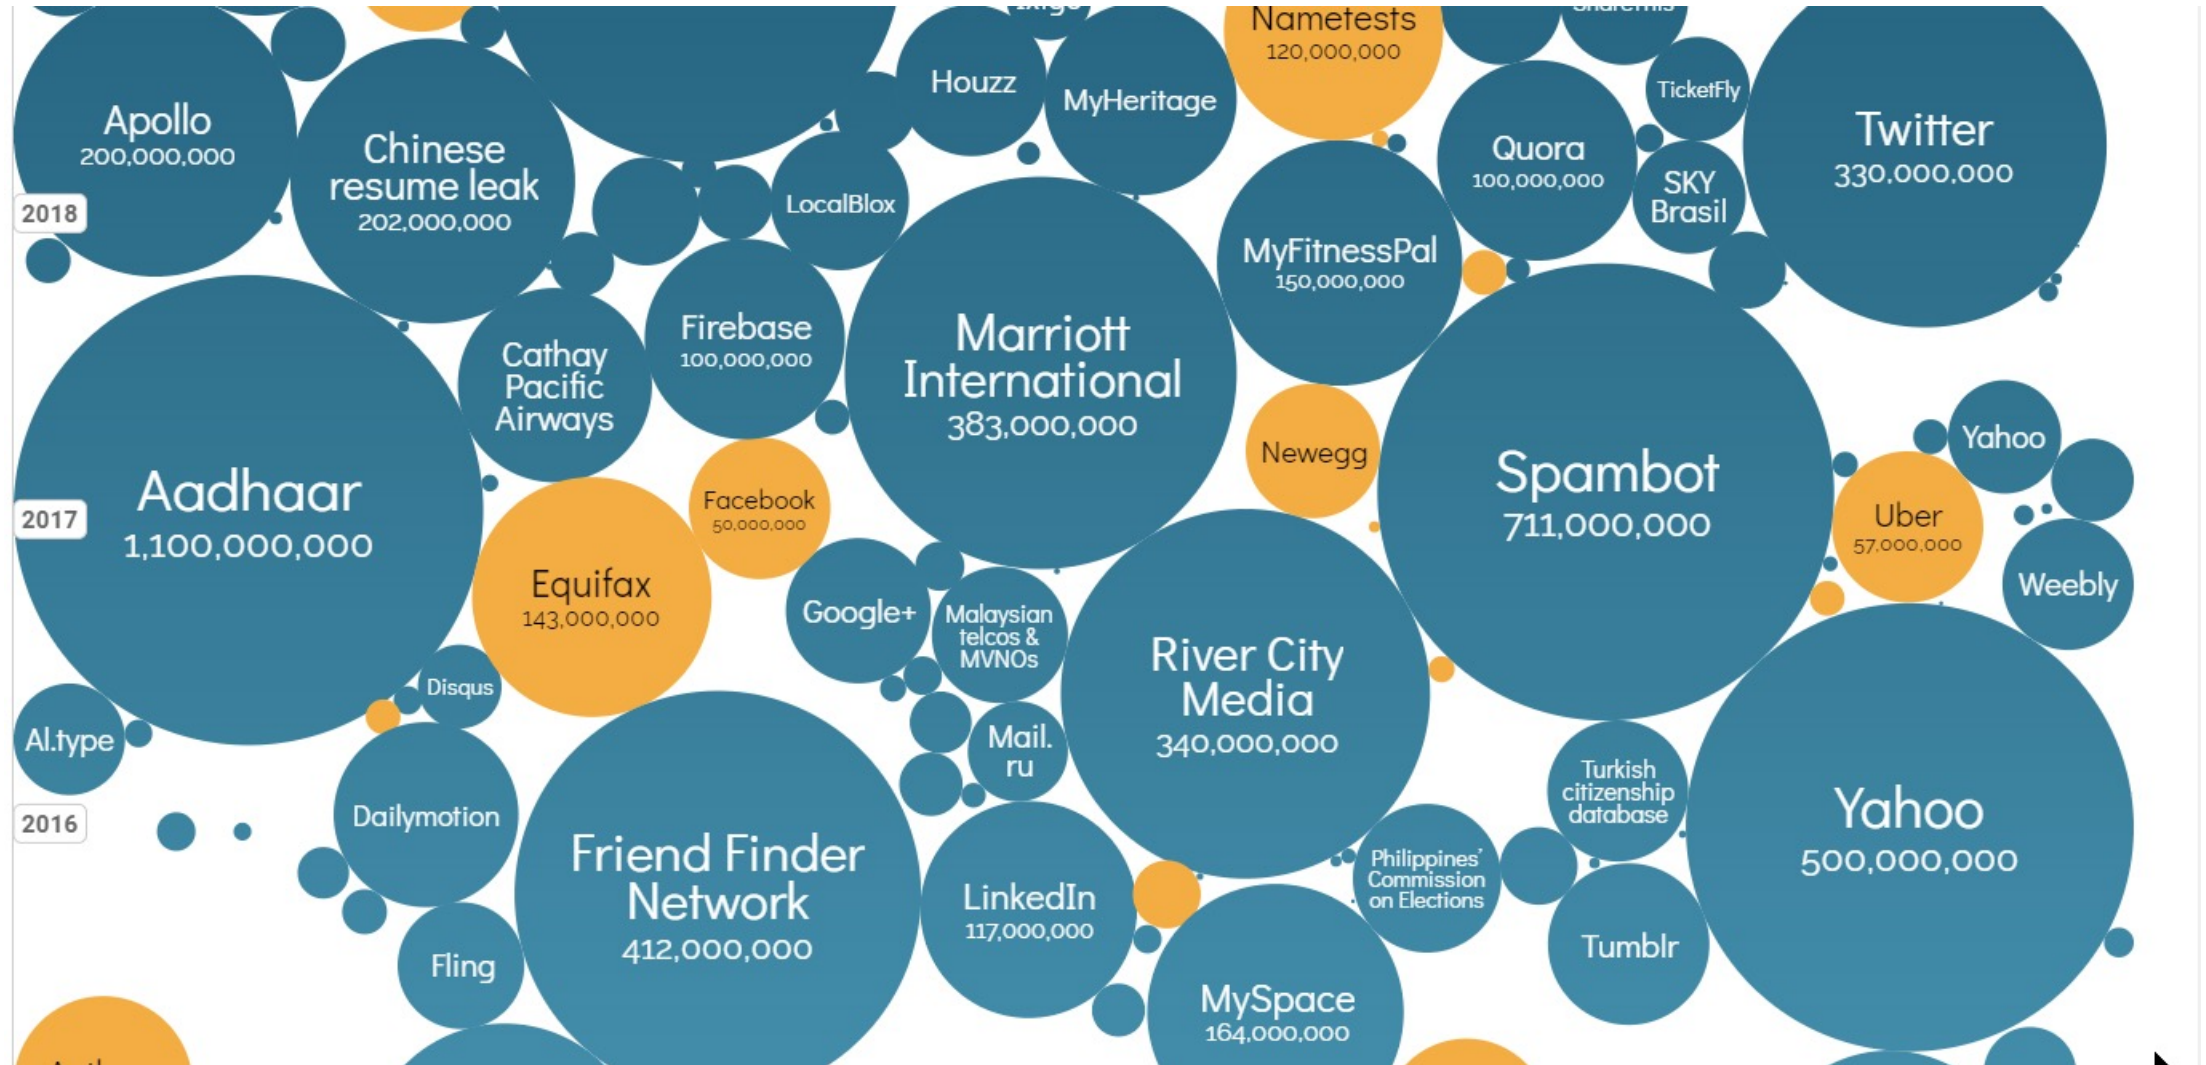 Nametests
120,000,000
Houzz
MyHeritage
TicketFly
Apollo
200,000,000
Chinese
resume leak
202,000,000
Quora
100,000,000
Twitter
330,000,000
2018
LocalBlox
SKY
Brasil
MyFitnessPal
150,000,000
Firebase
100,000,000
Cathay
Pacific
Airways
Marriott
International
383,000,000
Newegg
Yahoo
Aadhaar
1,100,000,000
2017
Facebook
50,000,000
Spambot
711,000,000
Uber
57,000,000
Equifax
143,000,000
Google+
Malaysian
telcos &
MVNOs
Weebly
River City
Media
340,000,000
Disqus
AI.type
Mail.
ru
Turkish
citizenship
database
Yahoo
500,000,000
2016
Dailymotion
Friend Finder
Network
412,000,000
LinkedIn
117,000,000
Philippines'
Commission
on Elections
Tumblr
Fling
MySpace
164,000,000